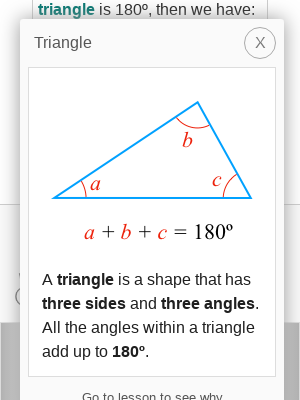 triangle is 180º, then we have:
Triangle
X
b
a
c
a + b + c = 180º
A triangle is a shape that has
three sides and three angles.
All the angles within a triangle
add up to 180º.
Go to lesson to see why